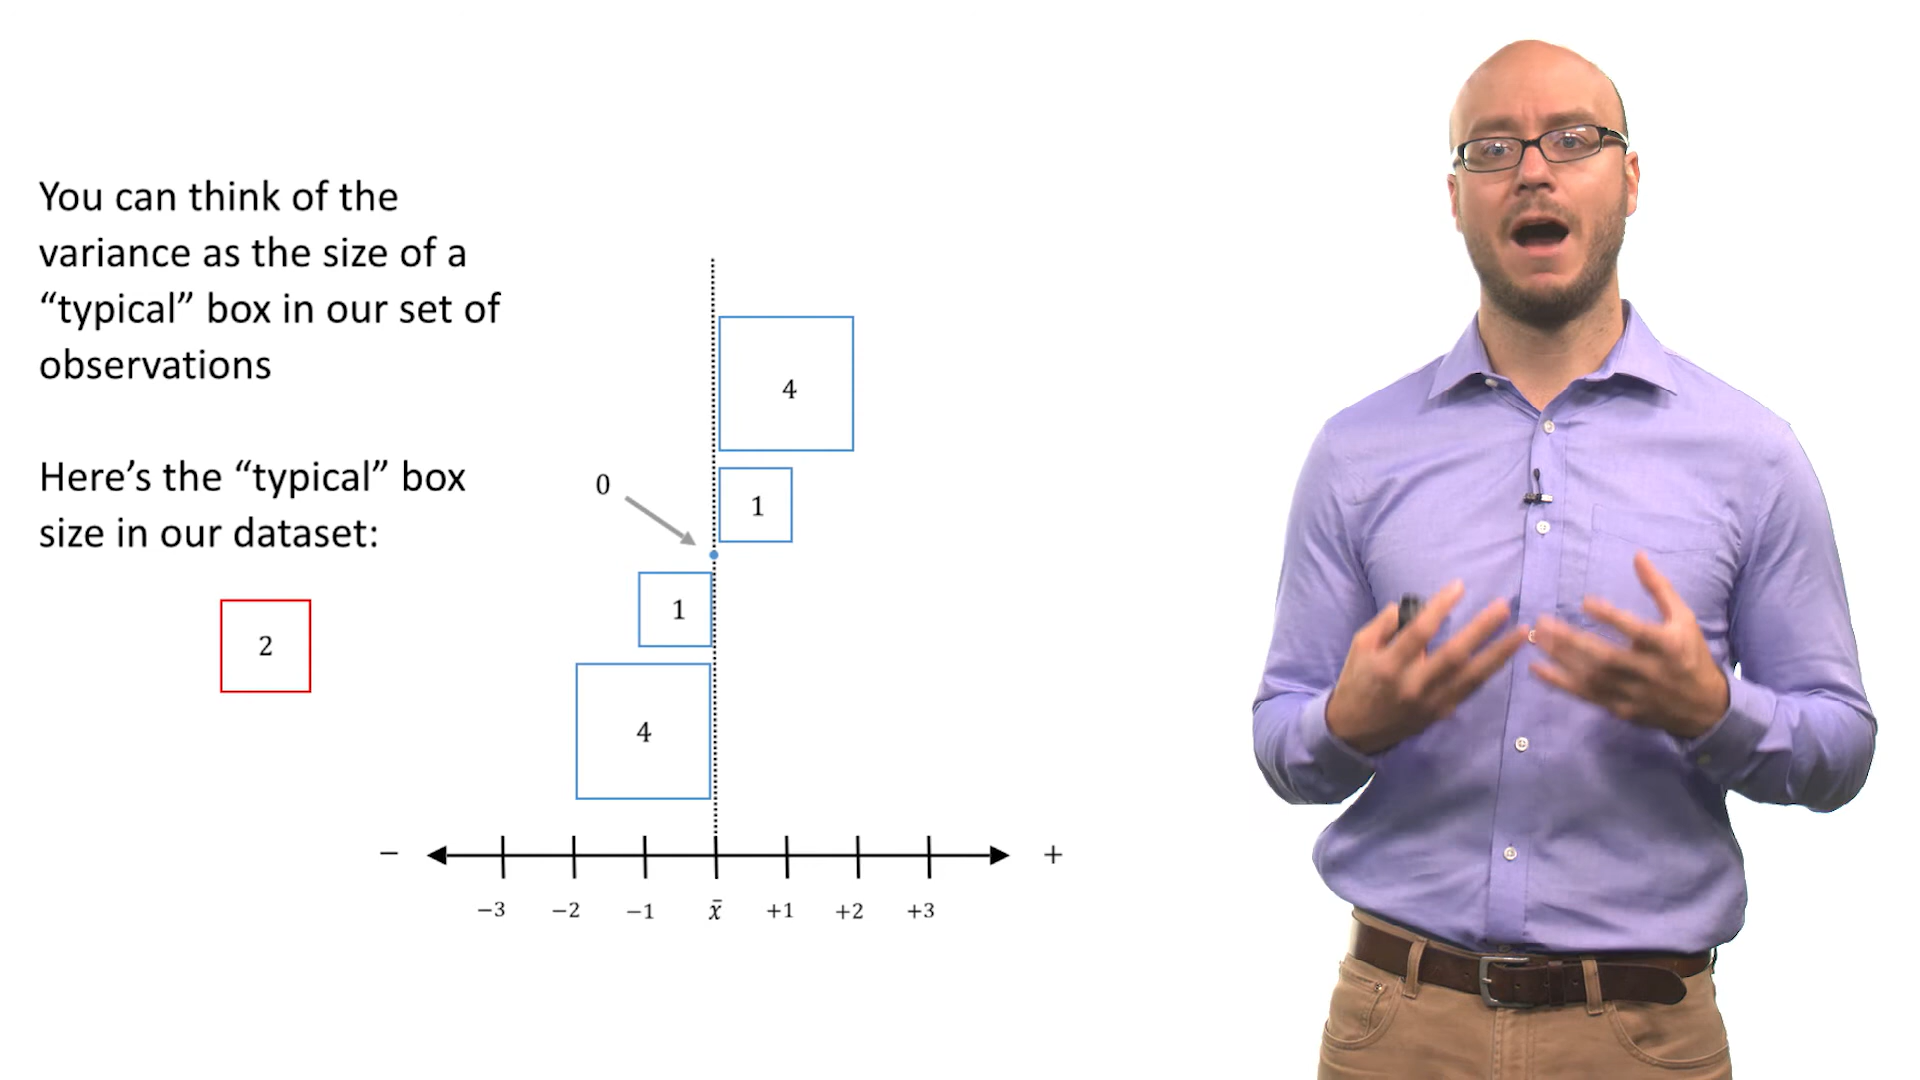 You can think of the
variance as the size of a
“typical” box in our set of
observations
Here’s the “typical” box
size in our dataset:
2
4
0
1
1
4
− +
−3 −2 −1 x̄ +1 +2 +3